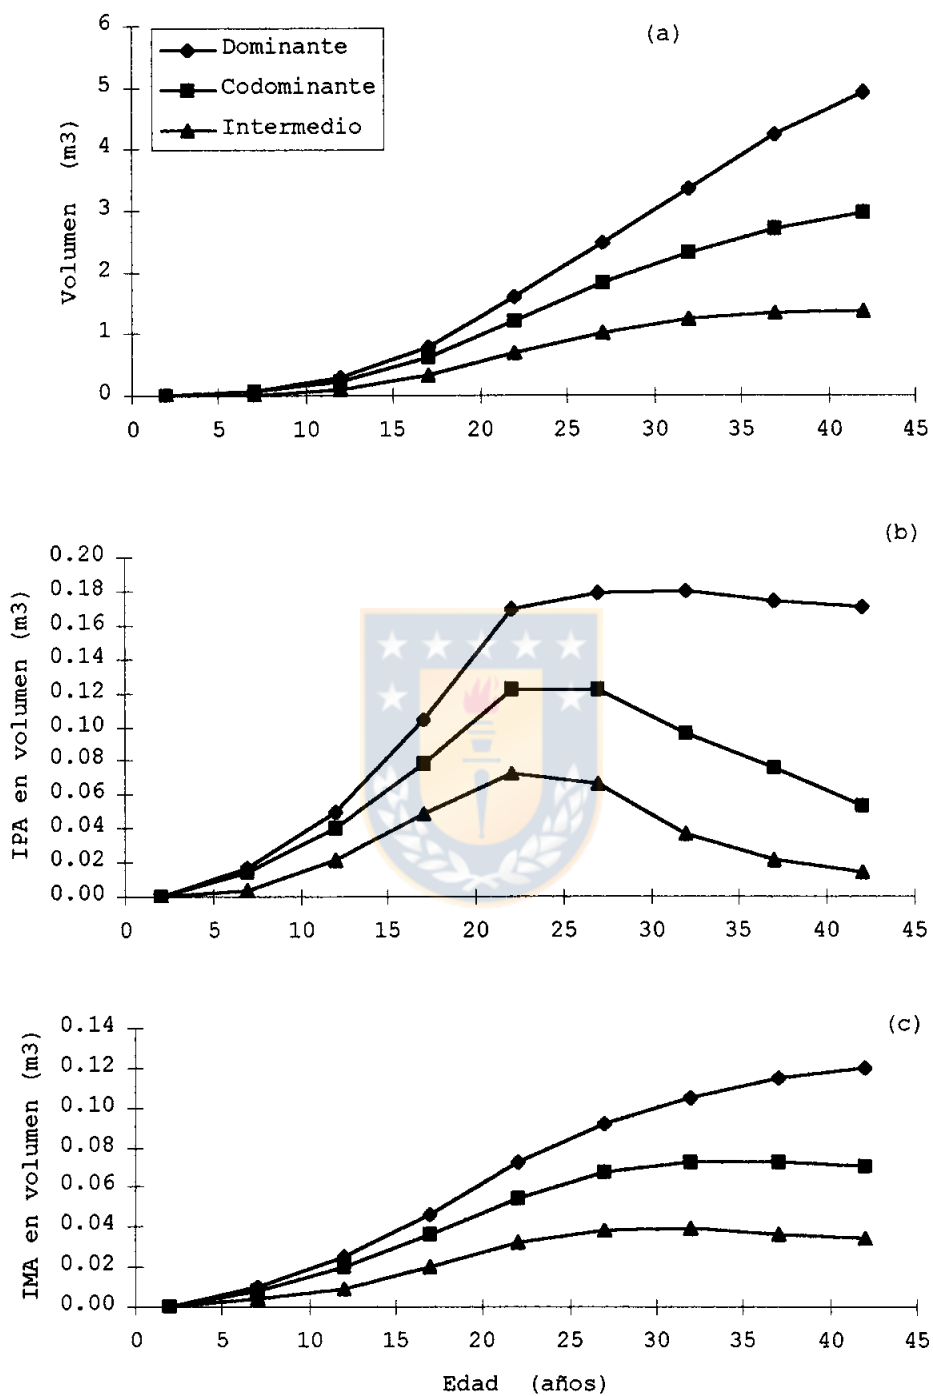 (a)
Dominante
Codominante
Intermedio
Volumen (m3)
6
5
4
3
2
1
0
0 5 10 15 20 25 30 35 40 45
(b)
IPA en volumen (m3)
0.20
0.18
0.16
0.14
0.12
0.10
0.08
0.06
0.04
0.02
0.00
0 5 10 15 20 25 30 35 40 45
(c)
IMA en volumen (m3)
0.14
0.12
0.10
0.08
0.06
0.04
0.02
0.00
0 5 10 15 20 25 30 35 40 45
Edad (años)